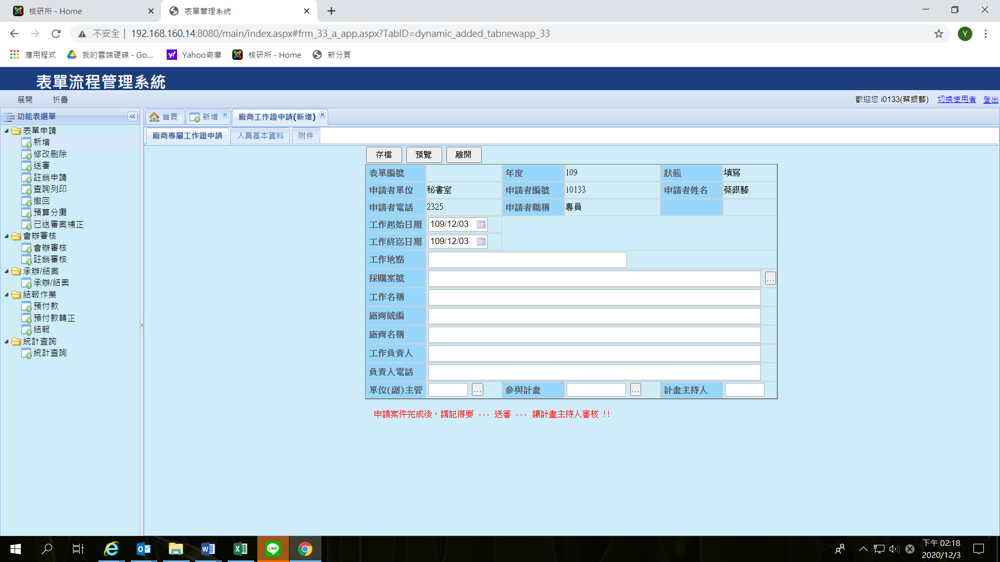 核研所 - Home
表單管理系統
不安全
192.168.160.14:8080/main/index.aspx#frm_33_a_app.aspx?TabID=dynamic_added_tabnewapp_33
Y
應用程式
我的雲端硬碟 - Go...
Yahoo奇摩
核研所 - Home
新分頁
表單流程管理系統
展開 折疊
歡迎您 i0133(蔡銀藝) 切換使用者 登出
功能表選單
首頁 新增 廠商工作證申請(新增)
廠商專屬工作證申請 人員基本資料 附件
表單申請
新增
修改刪除
送審
註銷申請
查詢列印
撤回
預算分攤
已送審案補正
會辦審核
會辦審核
註銷審核
承辦/結案
承辦/結案
結報作業
預付款
預付款轉正
結報
統計查詢
統計查詢
存檔 預覽 離開
表單編號 年度 109 狀態 填寫
申請者單位 秘書室 申請者編號 i0133 申請者姓名 蔡銀藝
申請者電話 2325 申請者職稱 專員
工作起始日期 109/12/03
工作終迄日期 109/12/03
工作地點
採購案號 ...
工作名稱
廠商統編
廠商名稱
工作負責人
負責人電話
單位(副)主管 ... 參與計畫 ... 計畫主持人
申請案件完成後，請記得要 --- 送審 --- 讓計畫主持人審核 !!
下午 02:18
2020/12/3